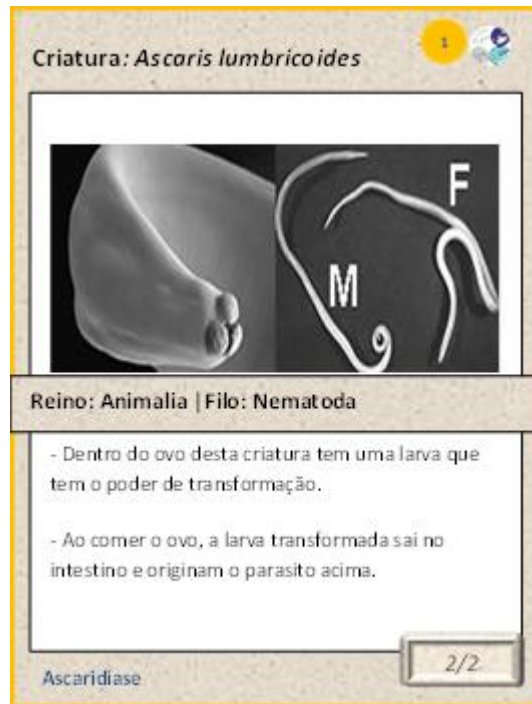 Criatura: Ascaris lumbricoides
1
M
F
Reino: Animalia | Filo: Nematoda
- Dentro do ovo desta criatura tem uma larva que
tem o poder de transformação.
- Ao comer o ovo, a larva transformada sai no
intestino e originam o parasito acima.
2/2
Ascaridiase